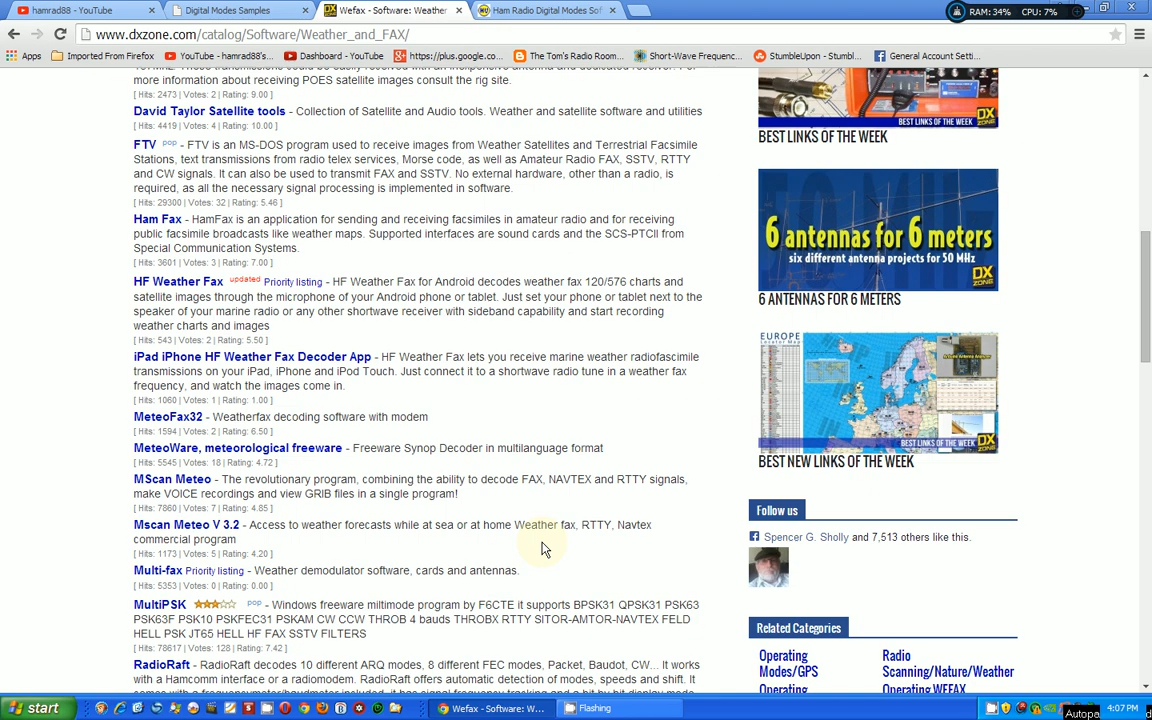 hamrad88 - YouTube
Digital Modes Samples
Wefax - Software: Weather
Ham Radio Digital Modes Sof
RAM: 34% CPU: 7%
www.dxzone.com/catalog/Software/Weather_and_FAX/
Apps
Imported From Firefox
hamrad88's...
Dashboard - YouTube
https://plus.google.co...
The Tom's Radio Room...
Short-Wave Frequenc...
StumbleUpon - Stumbl...
General Account Setti...
more information about receiving POES satellite images consult the rig site.
[ Hits: 2473 | Votes: 2 | Rating: 9.00 ]
David Taylor Satellite tools - Collection of Satellite and Audio tools. Weather and satellite software and utilities
[ Hits: 4419 | Votes: 4 | Rating: 10.00 ]
FTV pop - FTV is an MS-DOS program used to receive images from Weather Satellites and Terrestrial Facsimile
Stations, text transmissions from radio telex services, Morse code, as well as Amateur Radio FAX, SSTV, RTTY
and CW signals. It can also be used to transmit FAX and SSTV. No external hardware, other than a radio, is
required, as all the necessary signal processing is implemented in software.
[ Hits: 29300 | Votes: 32 | Rating: 5.46 ]
Ham Fax - HamFax is an application for sending and receiving facsimiles in amateur radio and for receiving
public facsimile broadcasts like weather maps. Supported interfaces are sound cards and the SCS-PTCII from
Special Communication Systems.
[ Hits: 3601 | Votes: 3 | Rating: 7.00 ]
HF Weather Fax updated Priority listing - HF Weather Fax for Android decodes weather fax 120/576 charts and
satellite images through the microphone of your Android phone or tablet. Just set your phone or tablet next to the
speaker of your marine radio or any other shortwave receiver with sideband capability and start recording
weather charts and images
[ Hits: 543 | Votes: 2 | Rating: 5.50 ]
iPad iPhone HF Weather Fax Decoder App - HF Weather Fax lets you receive marine weather radiofascimile
transmissions on your iPad, iPhone and iPod Touch. Just connect it to a shortwave radio tune in a weather fax
frequency, and watch the images come in.
[ Hits: 1060 | Votes: 1 | Rating: 1.00 ]
MeteoFax32 - Weatherfax decoding software with modem
[ Hits: 1594 | Votes: 2 | Rating: 6.50 ]
MeteoWare, meteorological freeware - Freeware Synop Decoder in multilanguage format
[ Hits: 5545 | Votes: 18 | Rating: 4.72 ]
MScan Meteo - The revolutionary program, combining the ability to decode FAX, NAVTEX and RTTY signals,
make VOICE recordings and view GRIB files in a single program!
[ Hits: 7860 | Votes: 7 | Rating: 4.85 ]
Mscan Meteo V 3.2 - Access to weather forecasts while at sea or at home Weather fax, RTTY, Navtex
commercial program
[ Hits: 1173 | Votes: 5 | Rating: 4.20 ]
Multi-fax Priority listing - Weather demodulator software, cards and antennas.
[ Hits: 5353 | Votes: 0 | Rating: 0.00 ]
MultiPSK pop - Windows freeware miltimode program by F6CTE it supports BPSK31 QPSK31 PSK63
PSK63F PSK10 PSKFEC31 PSKAM CW CCW THROB 4 bauds THROBX RTTY SITOR-AMTOR-NAVTEX FELD
HELL PSK JT65 HELL HF FAX SSTV FILTERS
[ Hits: 78617 | Votes: 128 | Rating: 7.42 ]
RadioRaft - RadioRaft decodes 10 different ARQ modes, 8 different FEC modes, Packet, Baudot, CW... It works
with a Hamcomm interface or a radiomodem. RadioRaft offers automatic detection of modes, speeds and shift. It
BEST LINKS OF THE WEEK
DX ZONE
BEST LINKS OF THE WEEK
50 MHz
6 antennas for 6 meters
six different antenna projects for 50 MHz
DX ZONE
6 ANTENNAS FOR 6 METERS
EUROPE
Locator Map
BEST NEW LINKS OF THE WEEK
DX ZONE
BEST NEW LINKS OF THE WEEK
Follow us
Spencer G. Sholly and 7,513 others like this.
Related Categories
Operating
Modes/GPS
Operating
Radio
Scanning/Nature/Weather
Operating WEFAX
start
Wefax - Software: W...
Flashing
4:07 PM
Autopa